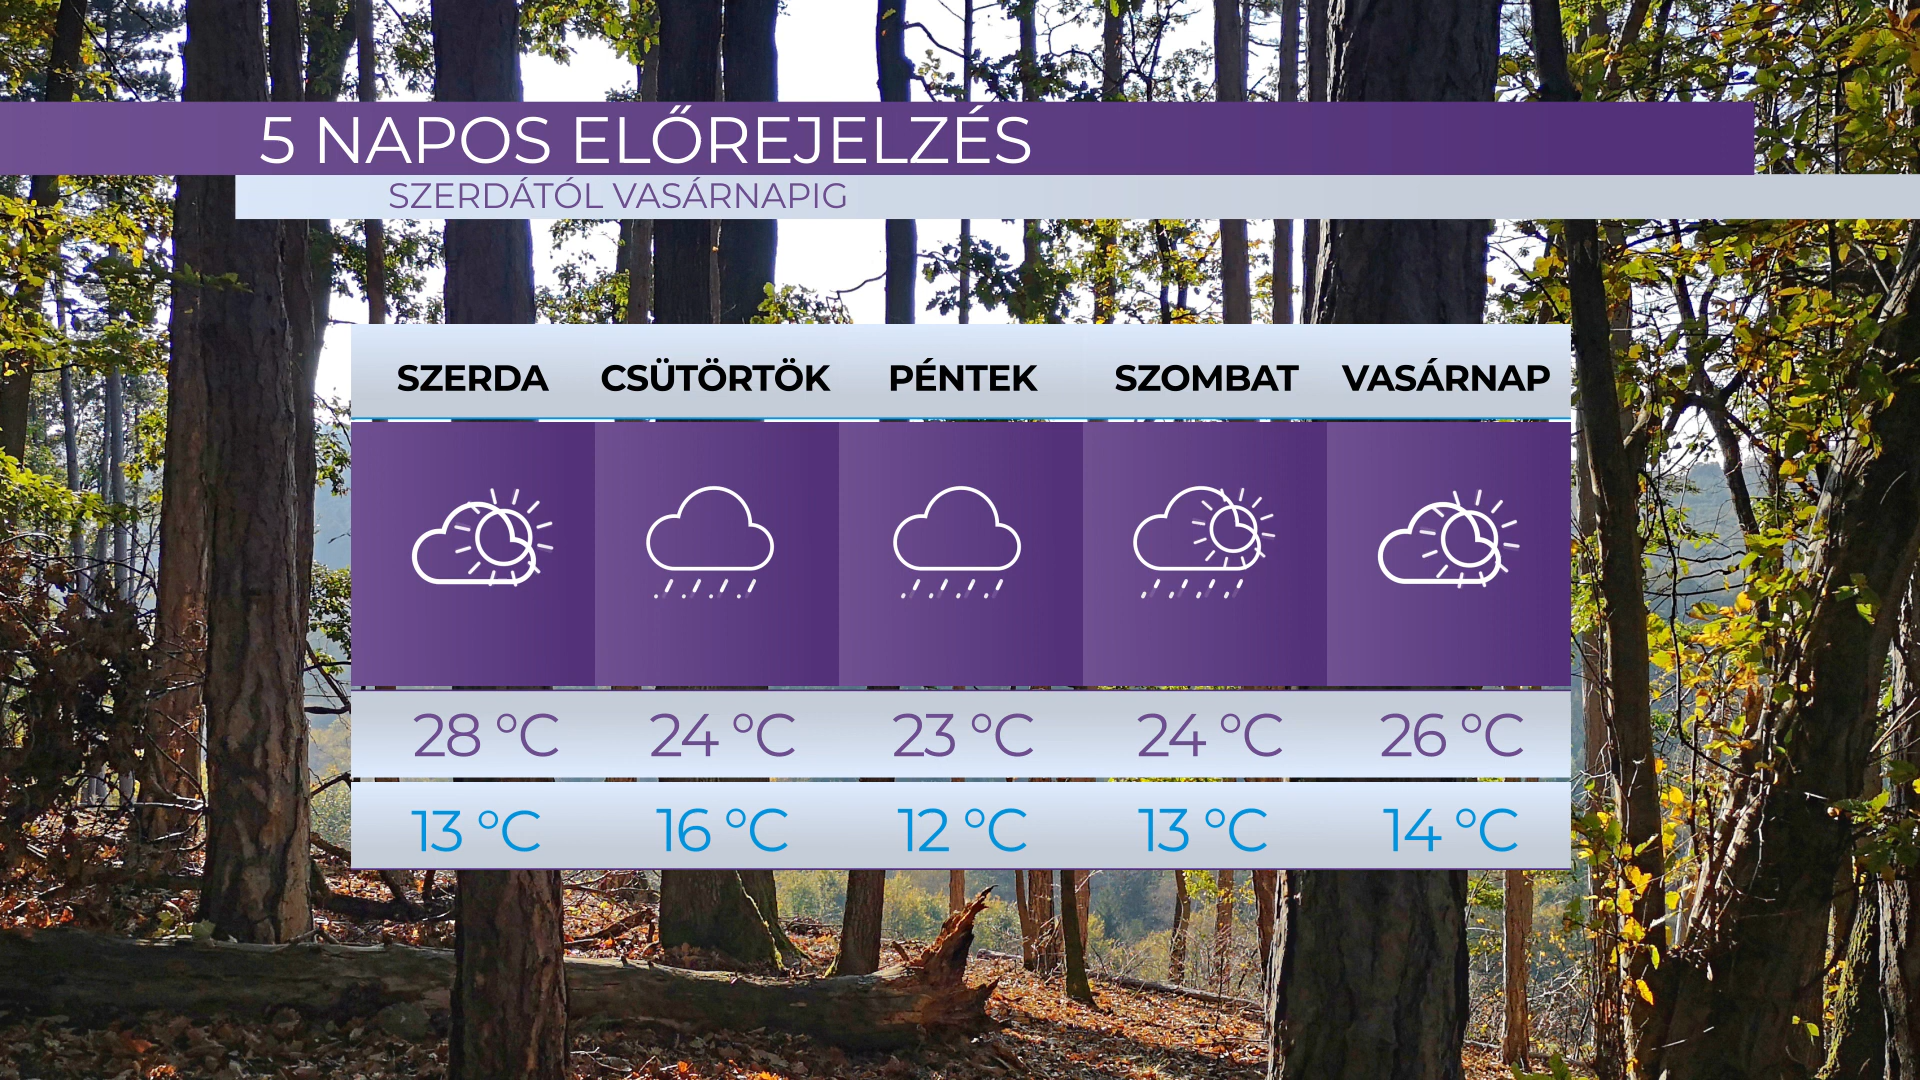 5 NAPOS ELŐREJELZÉS
SZERDÁTÓL VASÁRNAPIG
SZERDA CSÜTÖRTÖK PÉNTEK SZOMBAT VASÁRNAP
28 °C 24 °C 23 °C 24 °C 26 °C
13 °C 16 °C 12 °C 13 °C 14 °C